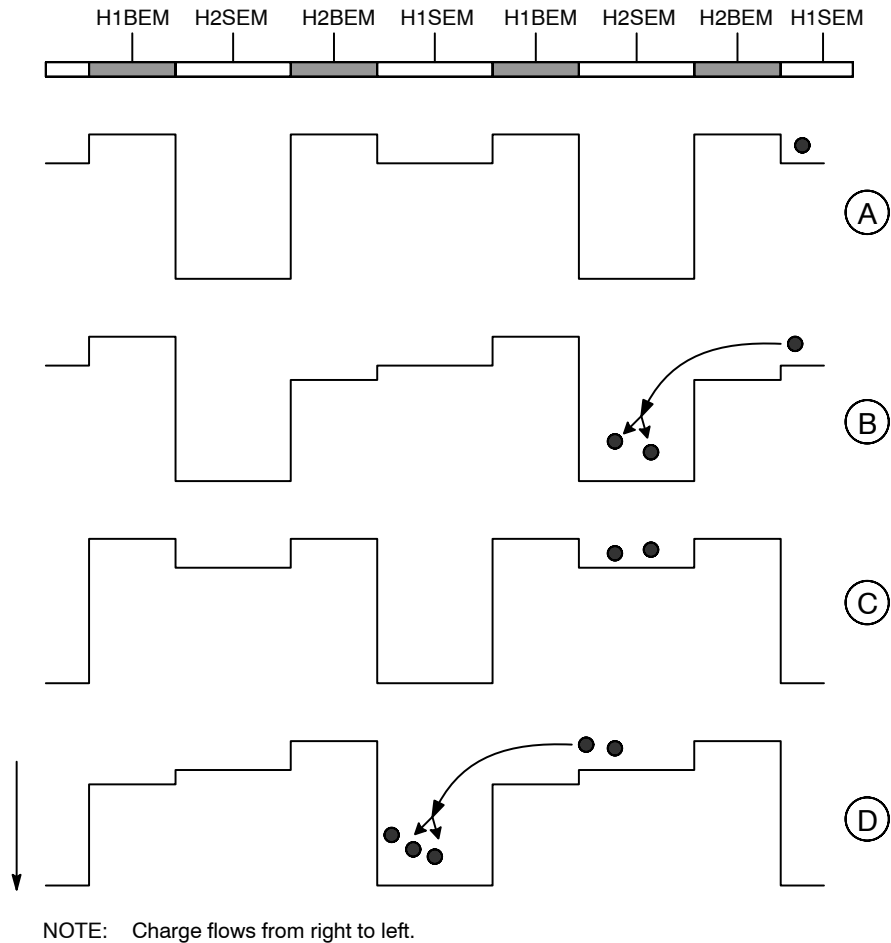 H1BEM H2SEM H2BEM H1SEM H1BEM H2SEM H2BEM H1SEM
A
B
C
D
NOTE: Charge flows from right to left.